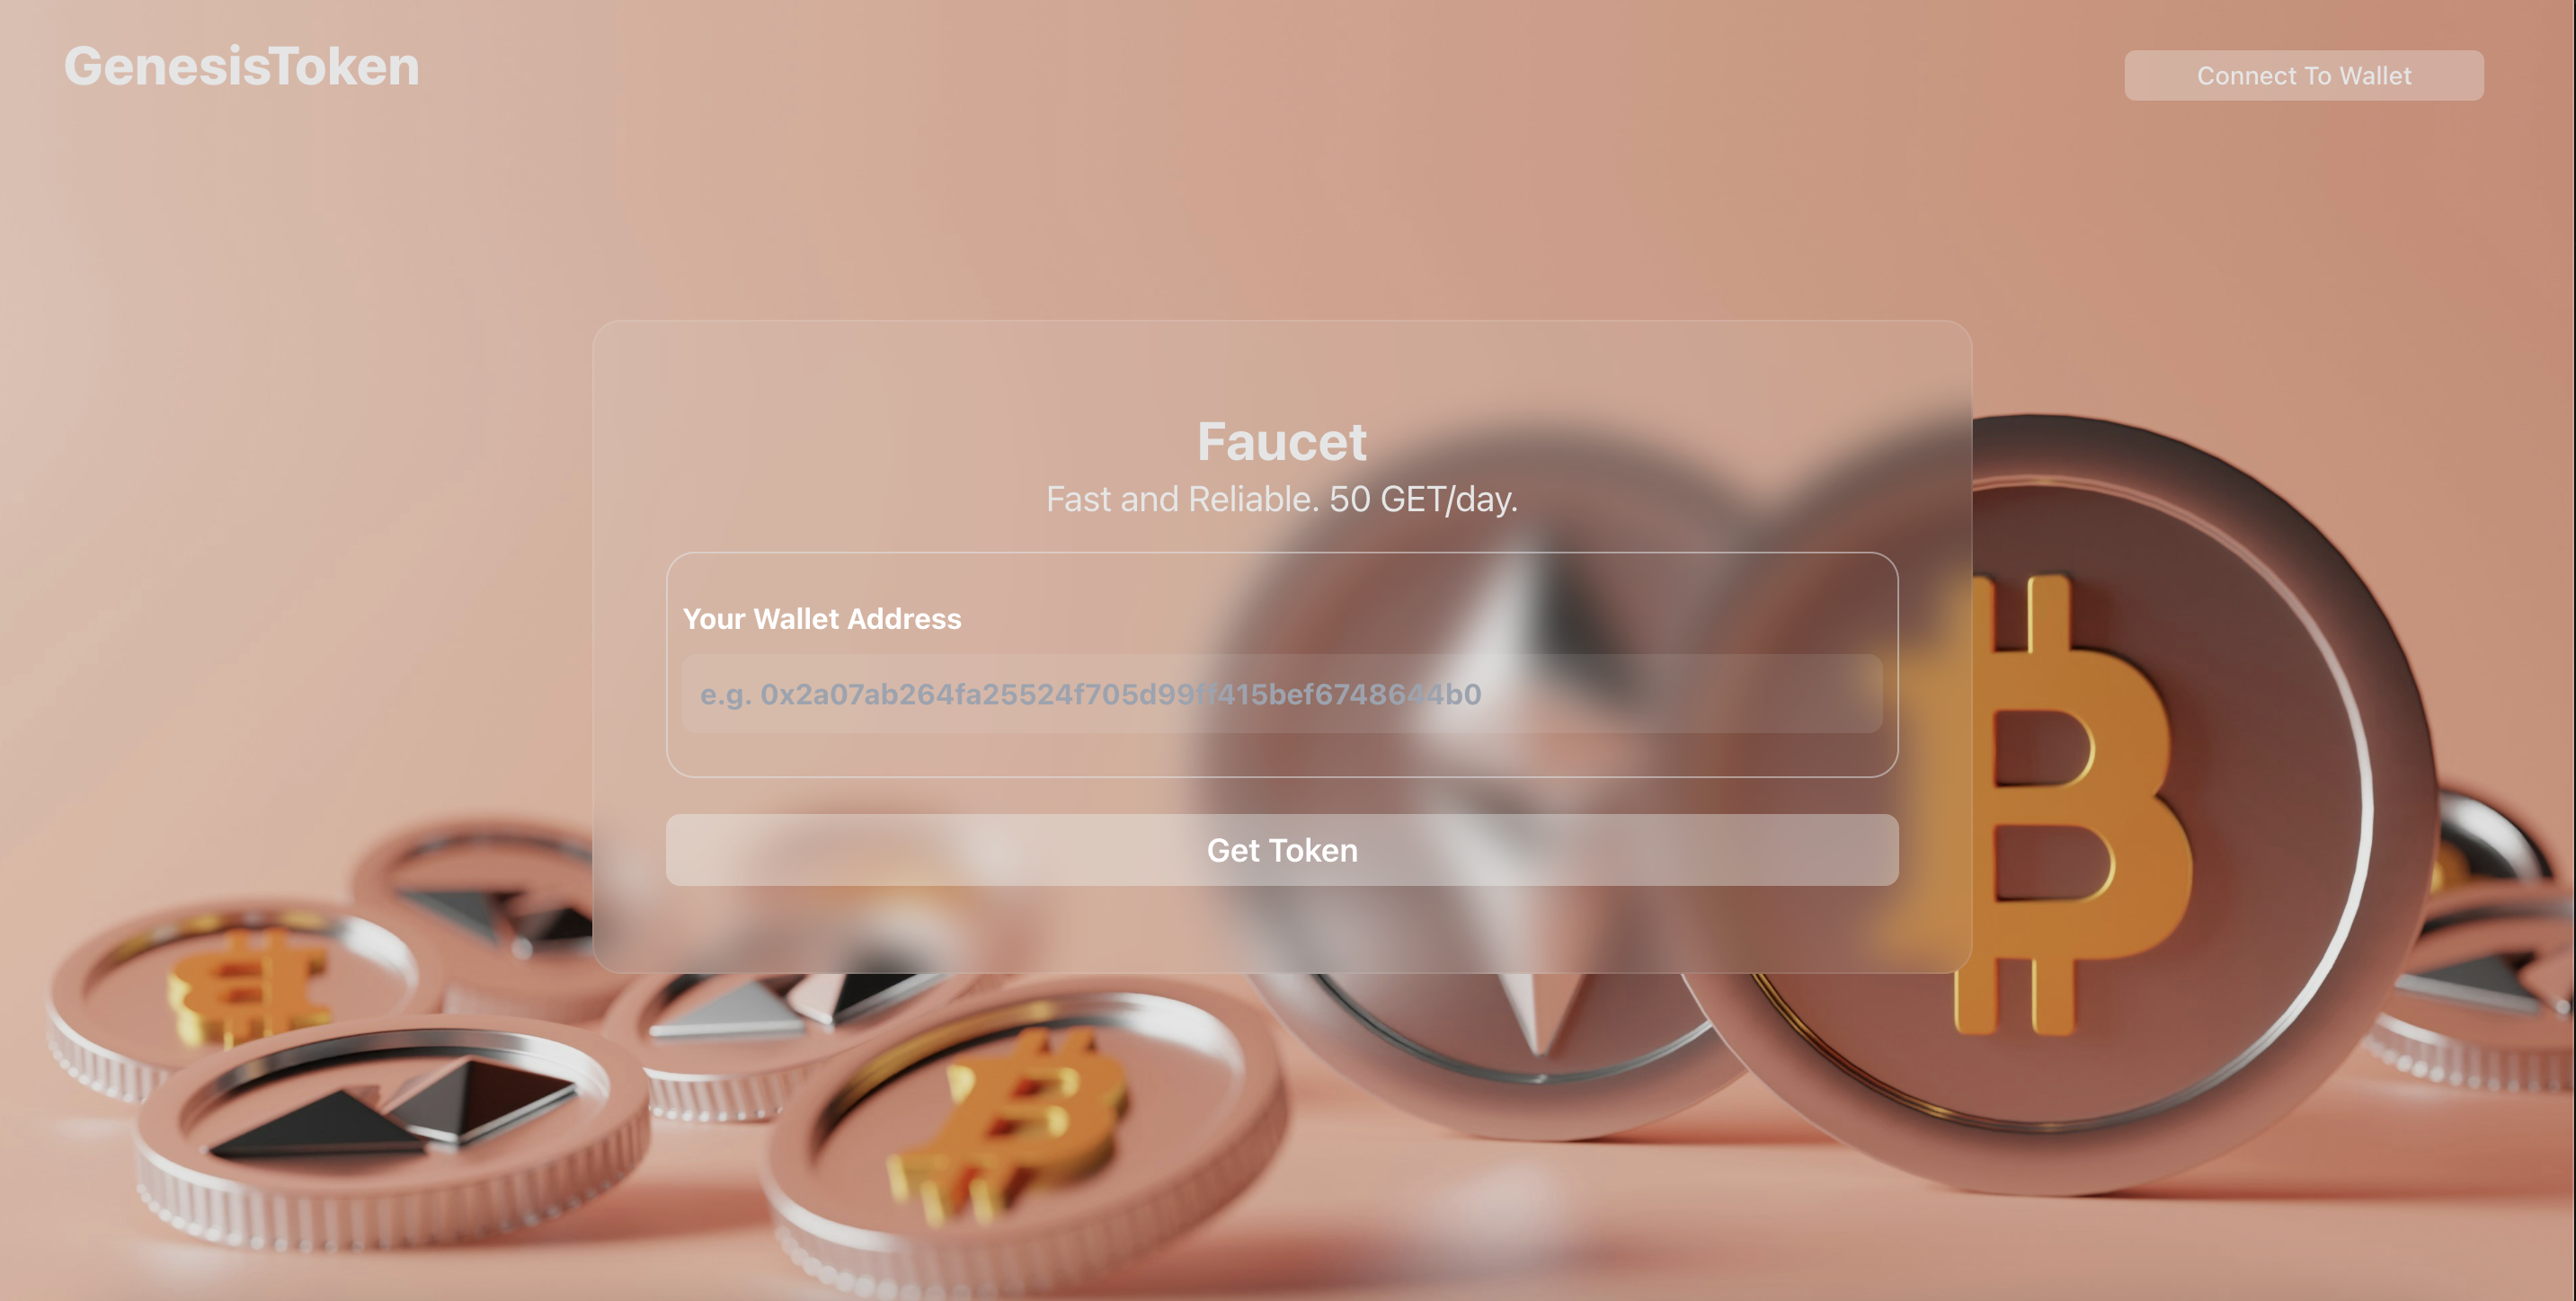 GenesisToken
Connect To Wallet
Faucet
Fast and Reliable. 50 GET/day.
Your Wallet Address
e.g. 0x2a07ab264fa25524f705d99ff415bef6748644b0
Get Token